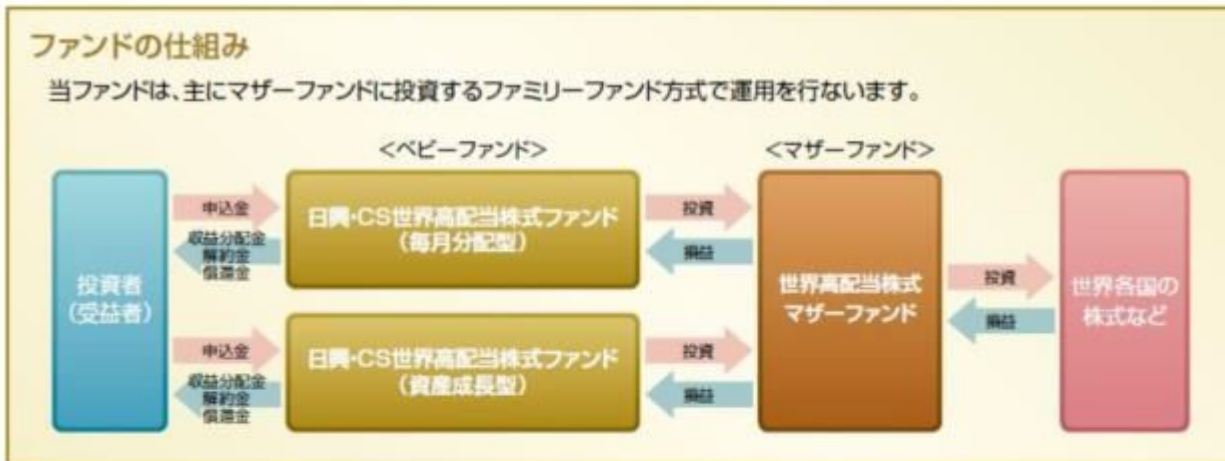 ファンドの仕組み
当ファンドは、主にマザーファンドに投資するファミリーファンド方式で運用を行ないます。
<ベビーファンド>
<マザーファンド>
投資者
(受益者)
申込金
収益分配金
解約金
償還金
日興・CS世界高配当株式ファンド
(毎月分配型)
投資
損益
申込金
収益分配金
解約金
償還金
日興・CS世界高配当株式ファンド
(資産成長型)
投資
損益
世界高配当株式
マザーファンド
投資
損益
世界各国の
株式など